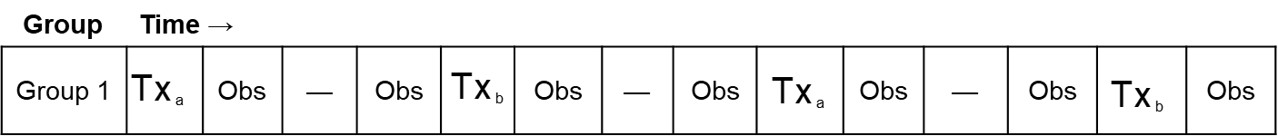 Group Time →
Group 1 Txa Obs — Obs Txb Obs — Obs Txa Obs — Obs Txb Obs